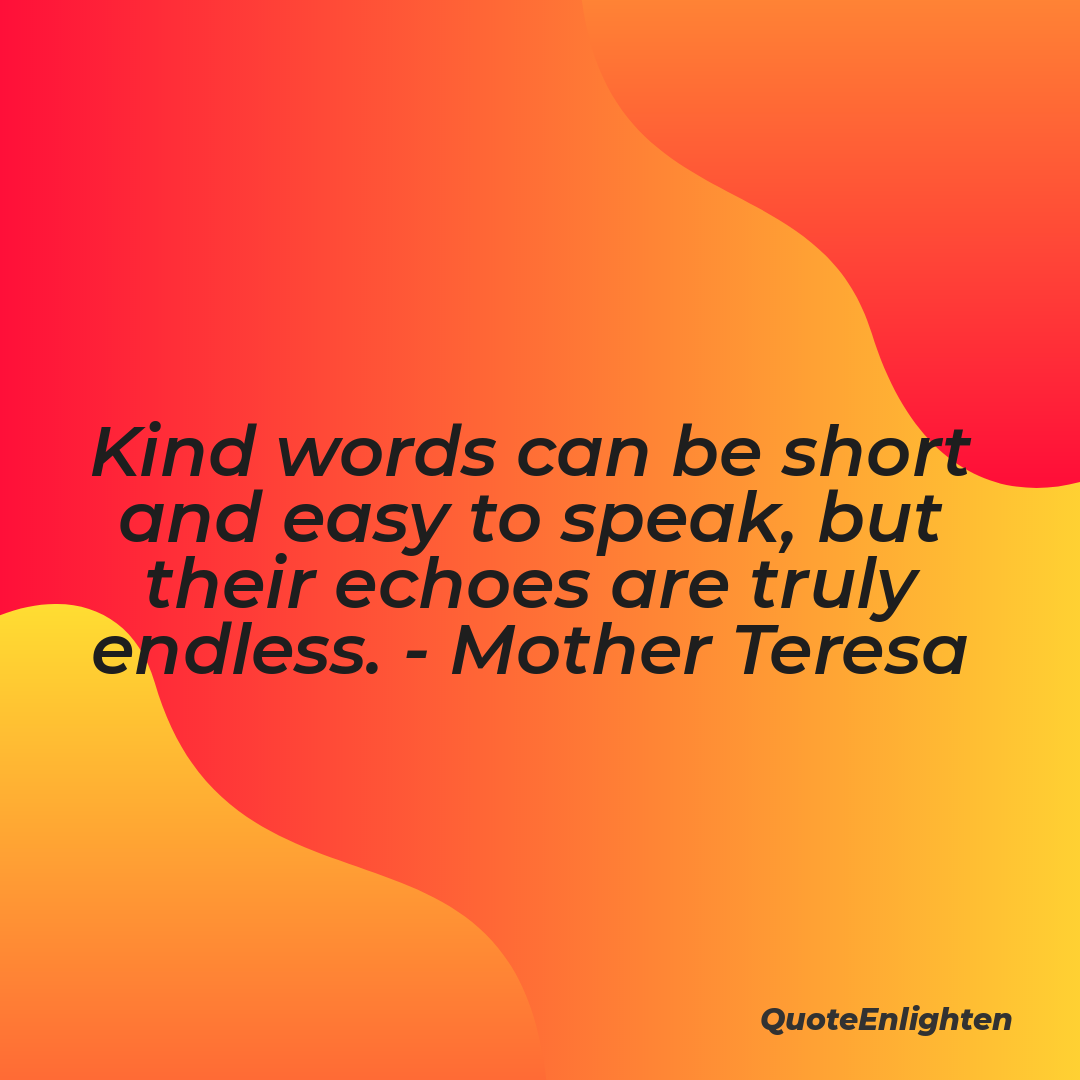 Kind words can be short
and easy to speak, but
their echoes are truly
endless. - Mother Teresa
QuoteEnlighten